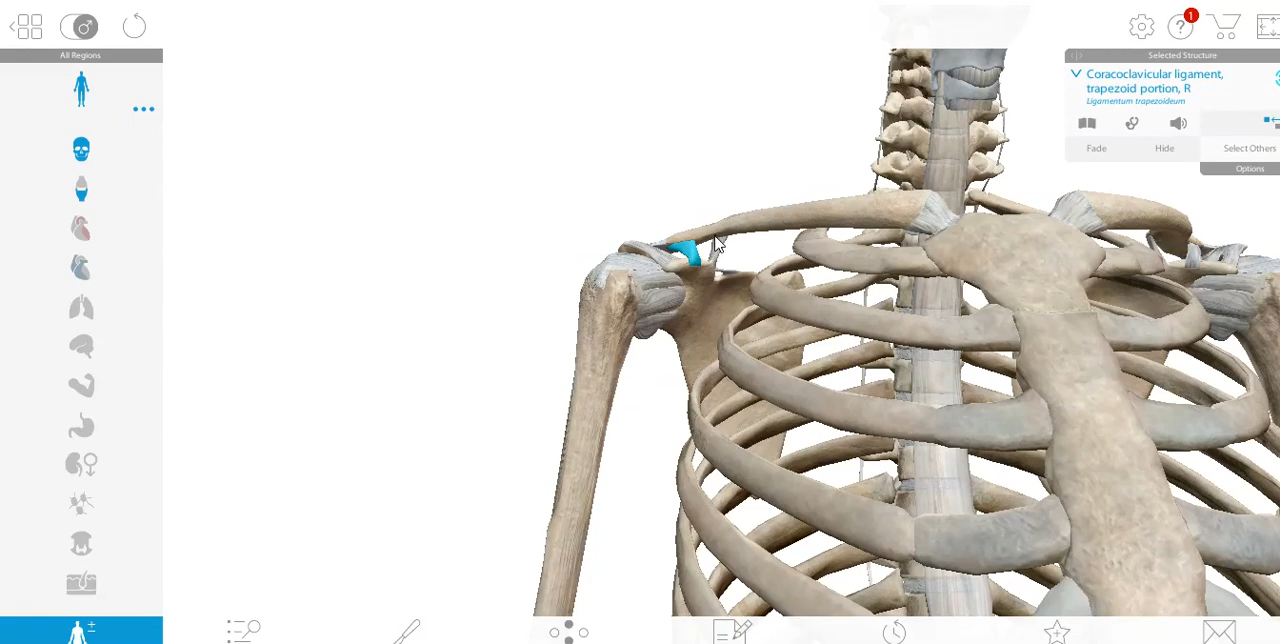 1
All Regions
Selected Structure
Coracoclavicular ligament,
trapezoid portion, R
Ligamentum trapezoideum
Fade Hide Select Others
Options